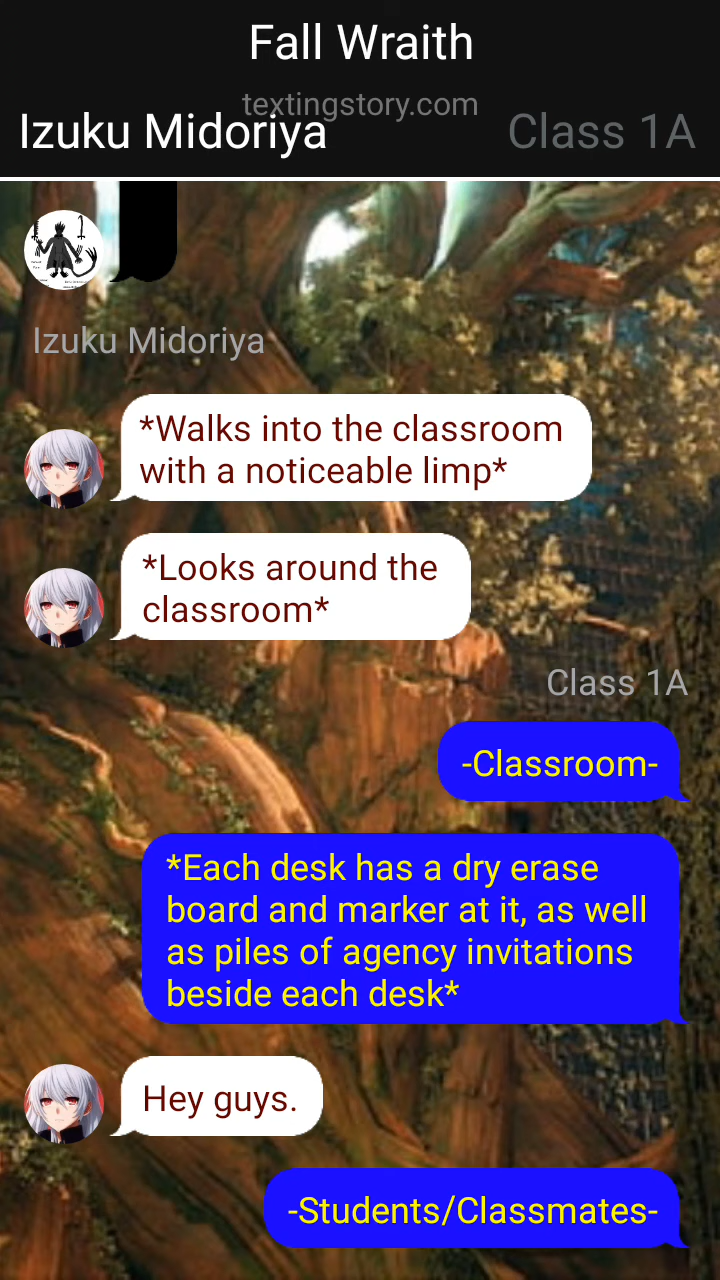 Fall Wraith
textingstory.com
Izuku Midoriya
Class 1A
Izuku Midoriya
*Walks into the classroom
with a noticeable limp*
*Looks around the
classroom*
Class 1A
-Classroom-
*Each desk has a dry erase
board and marker at it, as well
as piles of agency invitations
beside each desk*
Hey guys.
-Students/Classmates-